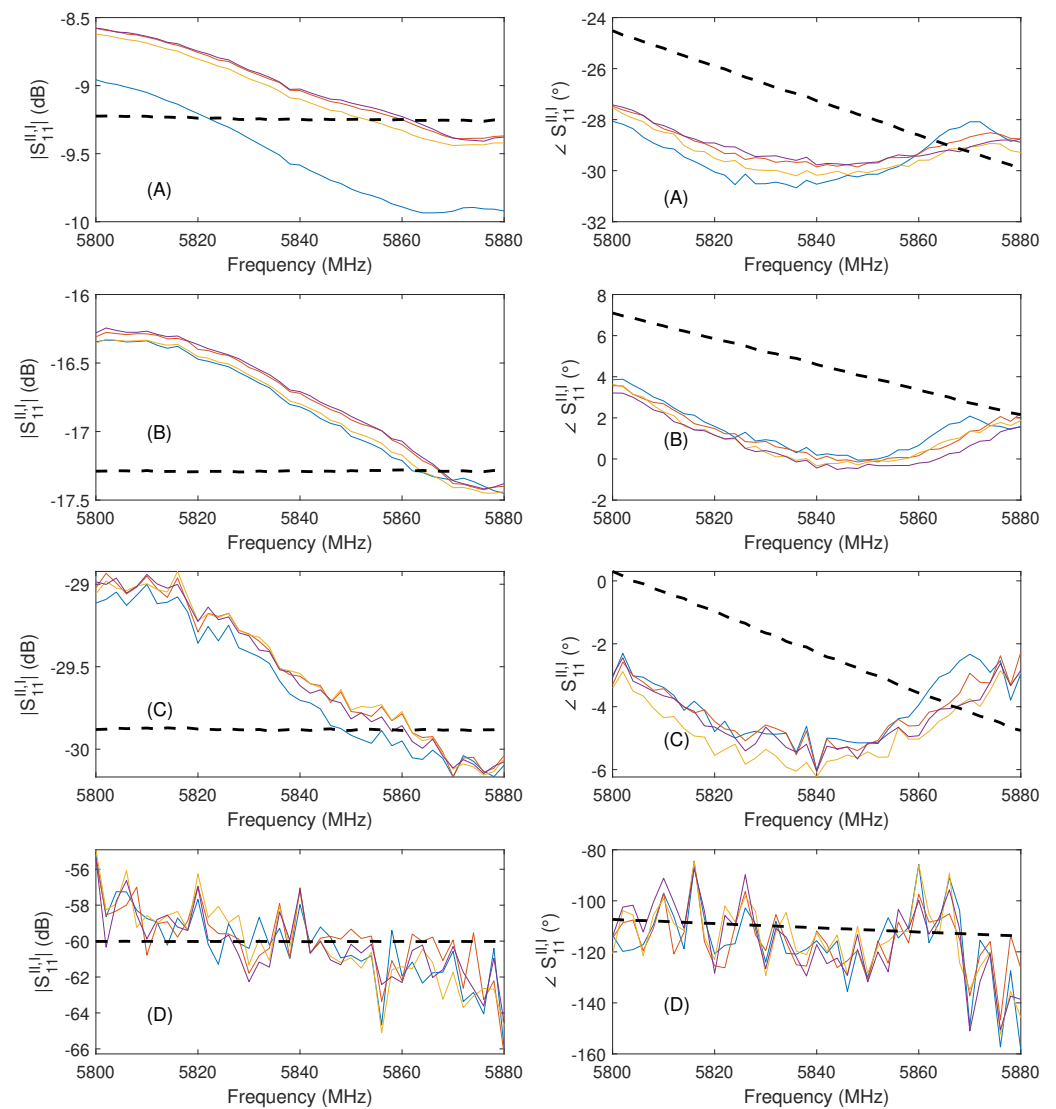 -8.5
-9
-9.5
-10
|S₁₁^{II,I}| (dB)
(A)
5800 5820 5840 5860 5880
Frequency (MHz)
-24
-26
-28
-30
-32
∠ S₁₁^{II,I} (°)
(A)
5800 5820 5840 5860 5880
Frequency (MHz)
-16
-16.5
-17
-17.5
|S₁₁^{II,I}| (dB)
(B)
5800 5820 5840 5860 5880
Frequency (MHz)
8
6
4
2
0
-2
∠ S₁₁^{II,I} (°)
(B)
5800 5820 5840 5860 5880
Frequency (MHz)
-29
-29.5
-30
|S₁₁^{II,I}| (dB)
(C)
5800 5820 5840 5860 5880
Frequency (MHz)
0
-2
-4
-6
∠ S₁₁^{II,I} (°)
(C)
5800 5820 5840 5860 5880
Frequency (MHz)
-56
-58
-60
-62
-64
-66
|S₁₁^{II,I}| (dB)
(D)
5800 5820 5840 5860 5880
Frequency (MHz)
-80
-100
-120
-140
-160
∠ S₁₁^{II,I} (°)
(D)
5800 5820 5840 5860 5880
Frequency (MHz)